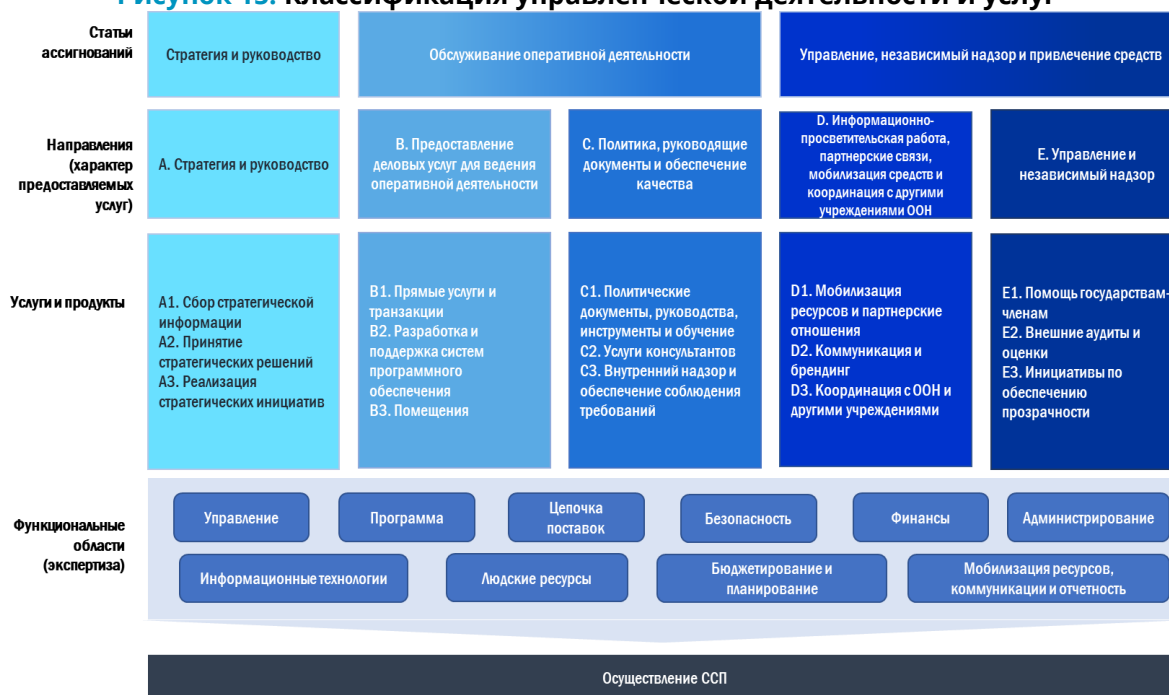 Рисунок 13. Классификация управленческой деятельности и услуг
Статьи
ассигнований
Стратегия и руководство
Обслуживание оперативной деятельности
Управление, независимый надзор и привлечение средств
Направления
(характер
предоставляемых
услуг)
A. Стратегия и руководство
B. Предоставление
деловых услуг для ведения
оперативной деятельности
C. Политика, руководящие
документы и обеспечение
качества
D. Информационно-
просветительская работа,
партнерские связи,
мобилизация средств и
координация с другими
учреждениями ООН
E. Управление и
независимый надзор
Услуги и продукты
A1. Сбор стратегической
информации
A2. Принятие
стратегических решений
A3. Реализация
стратегических инициатив
B1. Прямые услуги и
транзакции
B2. Разработка и
поддержка систем
программного
обеспечения
B3. Помещения
C1. Политические
документы, руководства,
инструменты и обучение
C2. Услуги консультантов
C3. Внутренний надзор и
обеспечение соблюдения
требований
D1. Мобилизация
ресурсов и партнерские
отношения
D2. Коммуникация и
брендинг
D3. Координация с ООН и
другими учреждениями
E1. Помощь государствам-
членам
E2. Внешние аудиты и
оценки
E3. Инициативы по
обеспечению
прозрачности
Функциональные
области
(экспертиза)
Управление
Программа
Цепочка
поставок
Безопасность
Финансы
Администрирование
Информационные технологии
Людские ресурсы
Бюджетирование и
планирование
Мобилизация ресурсов,
коммуникации и отчетность
Осуществление ССП